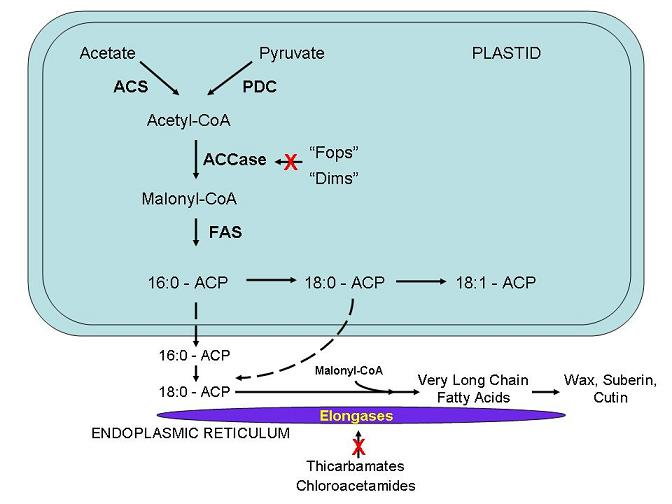 Acetate
Pyruvate
PLASTID
ACS
PDC
Acetyl-CoA
ACCase
X
"Fops"
"Dims"
Malonyl-CoA
FAS
16:0 - ACP
18:0 - ACP
18:1 - ACP
16:0 - ACP
18:0 - ACP
Malonyl-CoA
Very Long Chain
Fatty Acids
Wax, Suberin,
Cutin
Elongases
ENDOPLASMIC RETICULUM
X
Thicarbamates
Chloroacetamides